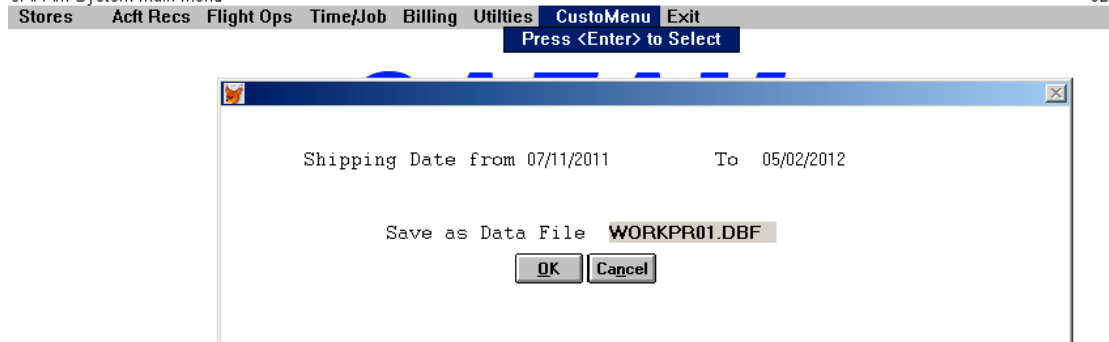 Stores Acft Recs Flight Ops Time/Job Billing Utilties CustoMenu Exit
Press <Enter> to Select
Shipping Date from 07/11/2011 To 05/02/2012
Save as Data File WORKPR01.DBF
OK Cancel